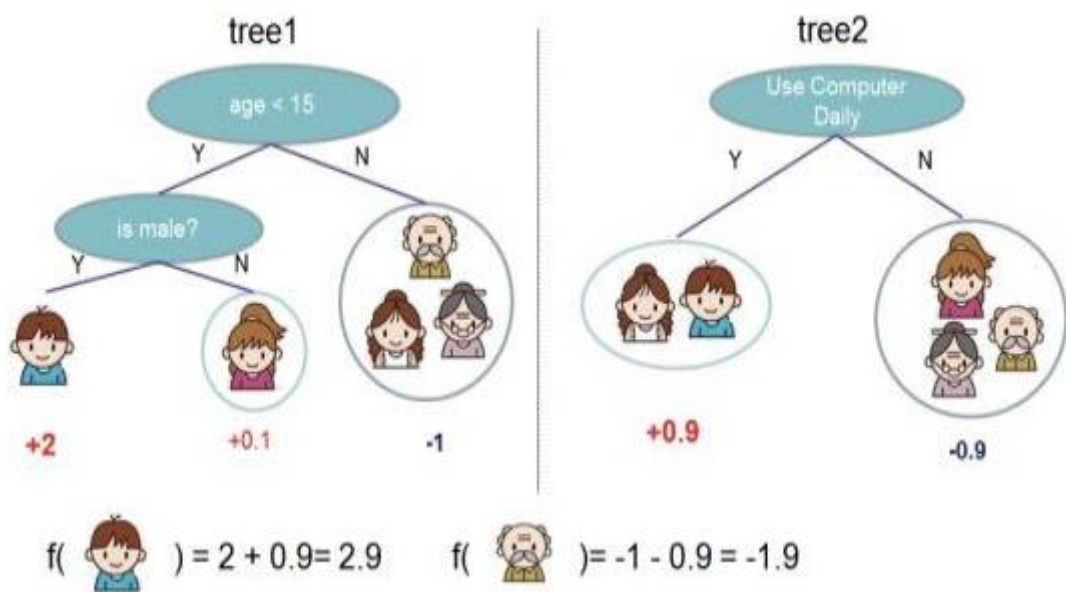 tree1
age < 15
Y
N
is male?
Y
N
+2
+0.1
-1
tree2
Use Computer
Daily
Y
N
+0.9
-0.9
f( ) = 2 + 0.9= 2.9
f( )= -1 - 0.9 = -1.9